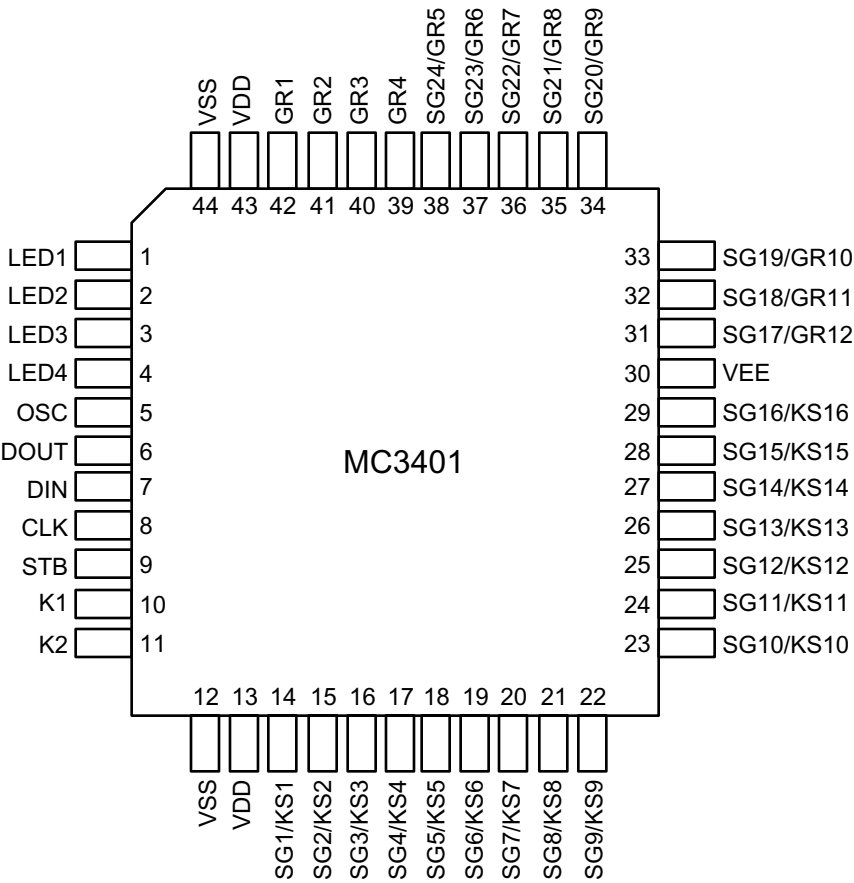 VSS
VDD
GR1
GR2
GR3
GR4
SG24/GR5
SG23/GR6
SG22/GR7
SG21/GR8
SG20/GR9
44 43 42 41 40 39 38 37 36 35 34
LED1 1 33 SG19/GR10
LED2 2 32 SG18/GR11
LED3 3 31 SG17/GR12
LED4 4 30 VEE
OSC 5 29 SG16/KS16
DOUT 6 28 SG15/KS15
MC3401
DIN 7 27 SG14/KS14
CLK 8 26 SG13/KS13
STB 9 25 SG12/KS12
K1 10 24 SG11/KS11
K2 11 23 SG10/KS10
12 13 14 15 16 17 18 19 20 21 22
VSS
VDD
SG1/KS1
SG2/KS2
SG3/KS3
SG4/KS4
SG5/KS5
SG6/KS6
SG7/KS7
SG8/KS8
SG9/KS9